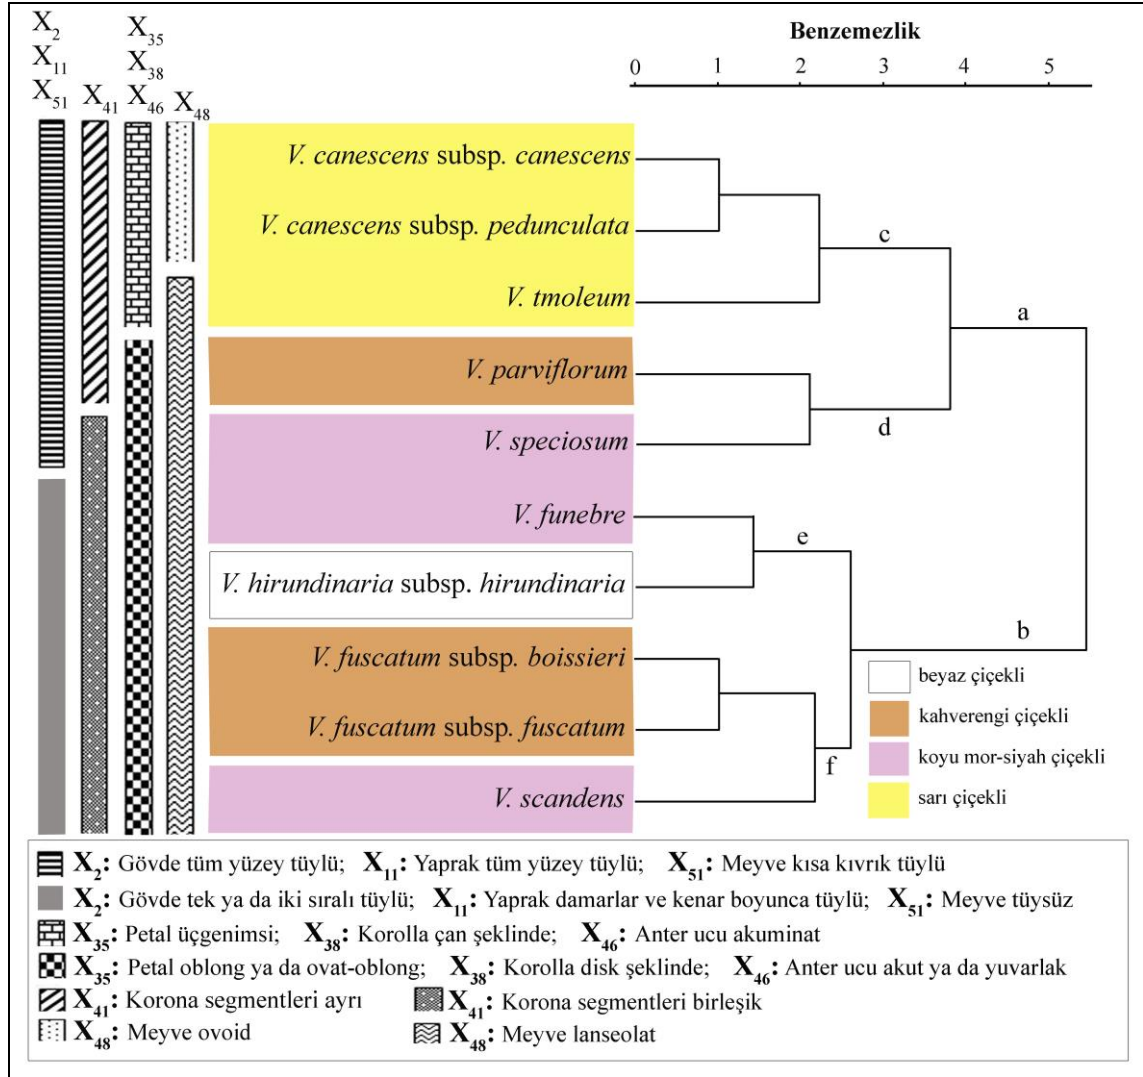 X2
X11
X51
X41
X35
X38
X46
X48
Benzemezlik
0 1 2 3 4 5
V. canescens subsp. canescens
V. canescens subsp. pedunculata
V. tmoleum
V. parviflorum
V. speciosum
V. funebre
V. hirundinaria subsp. hirundinaria
V. fuscatum subsp. boissieri
V. fuscatum subsp. fuscatum
V. scandens
c
a
d
e
b
f
beyaz çiçekli
kahverengi çiçekli
koyu mor-siyah çiçekli
sarı çiçekli
X2: Gövde tüm yüzey tüylü; X11: Yaprak tüm yüzey tüylü; X51: Meyve kısa kıvrık tüylü
X2: Gövde tek ya da iki sıralı tüylü; X11: Yaprak damarlar ve kenar boyunca tüylü; X51: Meyve tüysüz
X35: Petal üçgenimsi; X38: Korolla çan şeklinde; X46: Anter ucu akuminat
X35: Petal oblong ya da ovat-oblong; X38: Korolla disk şeklinde; X46: Anter ucu akut ya da yuvarlak
X41: Korona segmentleri ayrı X41: Korona segmentleri birleşik
X48: Meyve ovoid X48: Meyve lanseolat